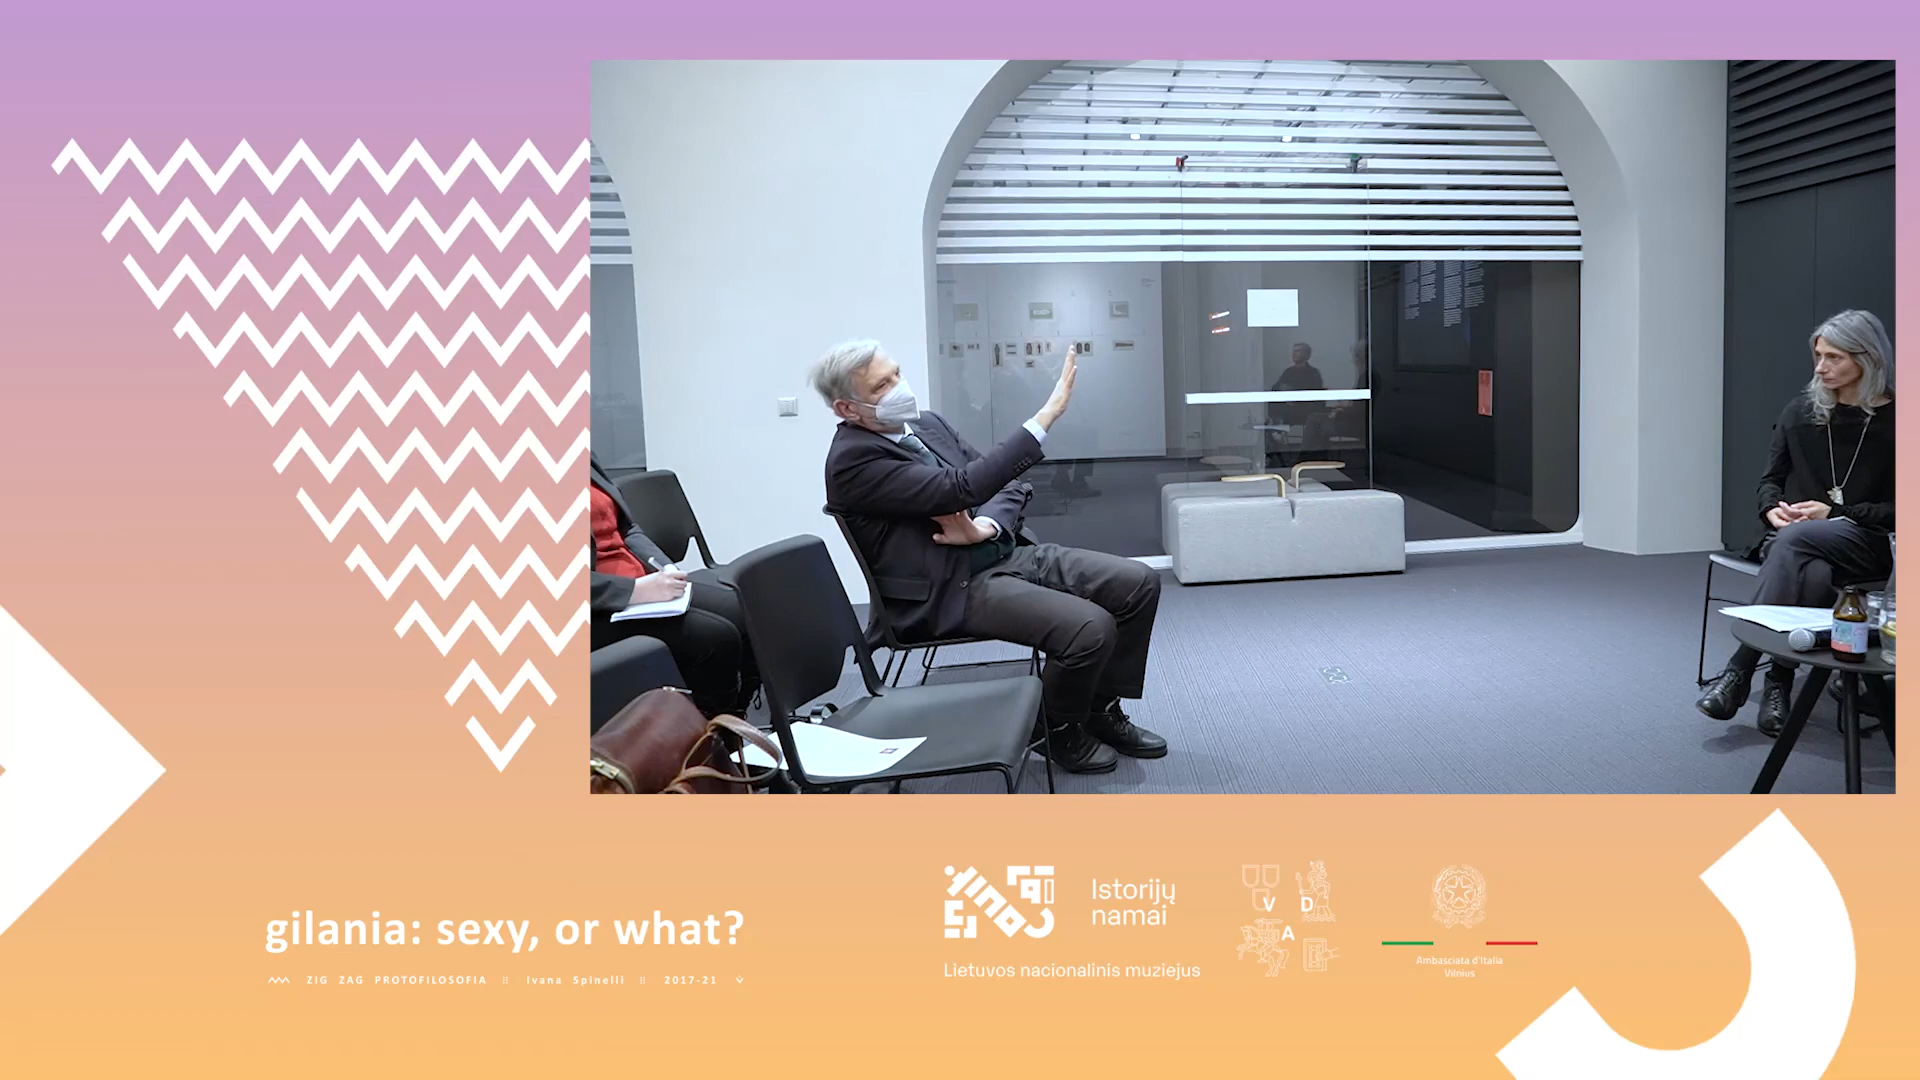 gilania: sexy, or what?
ZIG ZAG PROTOFILOSOFIA :: Ivana Spinelli :: 2017-21
Istorijų
namai
Lietuvos nacionalinis muziejus
V D
A
Ambasciata d'Italia
Vilnius